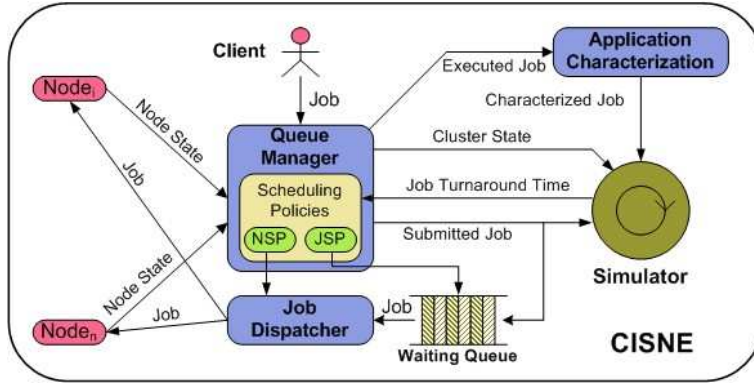 Client
Application
Characterization
Executed Job
Node_i
Job
Characterized Job
Node State
Queue
Manager
Cluster State
Job
Scheduling
Policies
Job Turnaround Time
NSP
JSP
Submitted Job
Simulator
Node State
Job
Job
Dispatcher
Job
Node_n
Waiting Queue
CISNE